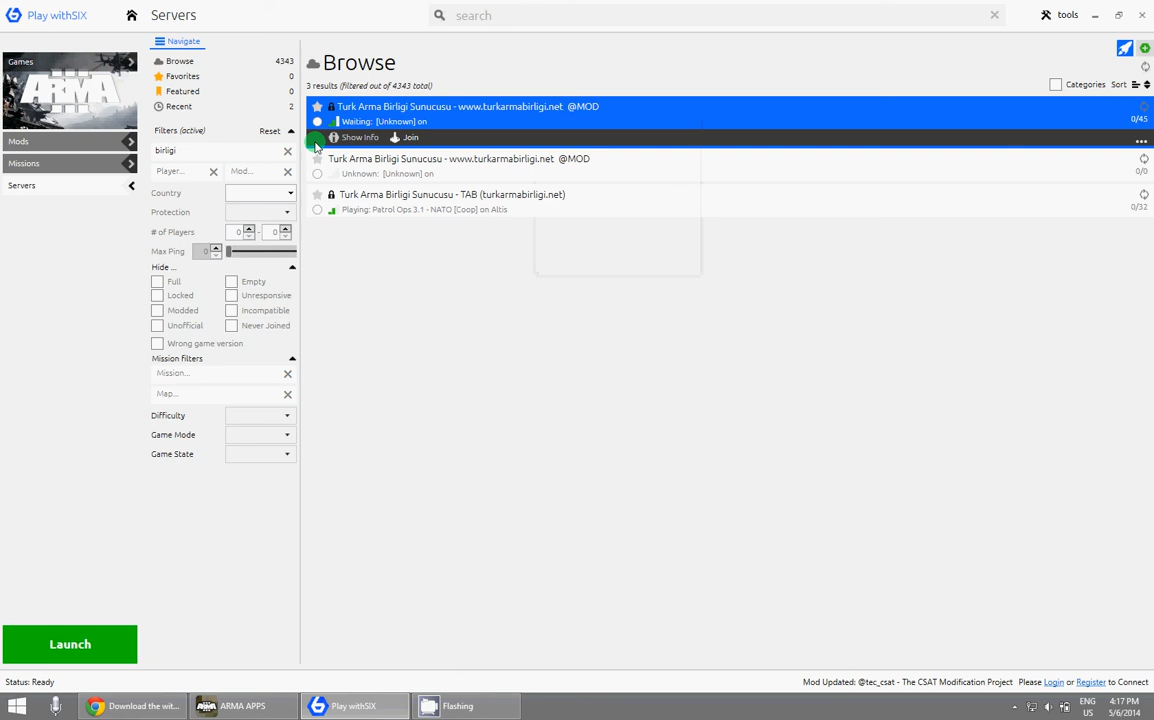 Play withSIX
Servers
search
tools
Games
ARMA III
Mods
Missions
Servers
Launch
Navigate
Browse 4343
Favorites 0
Featured 0
Recent 2
Filters (active) Reset
birligi
Player... Mod...
Country
Protection
# of Players 0 - 0
Max Ping 0
Hide ...
Full Empty
Locked Unresponsive
Modded Incompatible
Unofficial Never Joined
Wrong game version
Mission filters
Mission...
Map...
Difficulty
Game Mode
Game State
Browse
3 results (filtered out of 4343 total)
Categories Sort
Turk Arma Birligi Sunucusu - www.turkarmabirligi.net @MOD
Waiting: [Unknown] on 0/45
Show Info Join ...
Turk Arma Birligi Sunucusu - www.turkarmabirligi.net @MOD
Unknown: [Unknown] on 0/0
Turk Arma Birligi Sunucusu - TAB (turkarmabirligi.net)
Playing: Patrol Ops 3.1 - NATO [Coop] on Altis 0/32
Status: Ready
Mod Updated: @tec_csat - The CSAT Modification Project Please Login or Register to Connect
Download the wit...
ARMA APPS
Play withSIX
Flashing
ENG
US
4:17 PM
5/6/2014